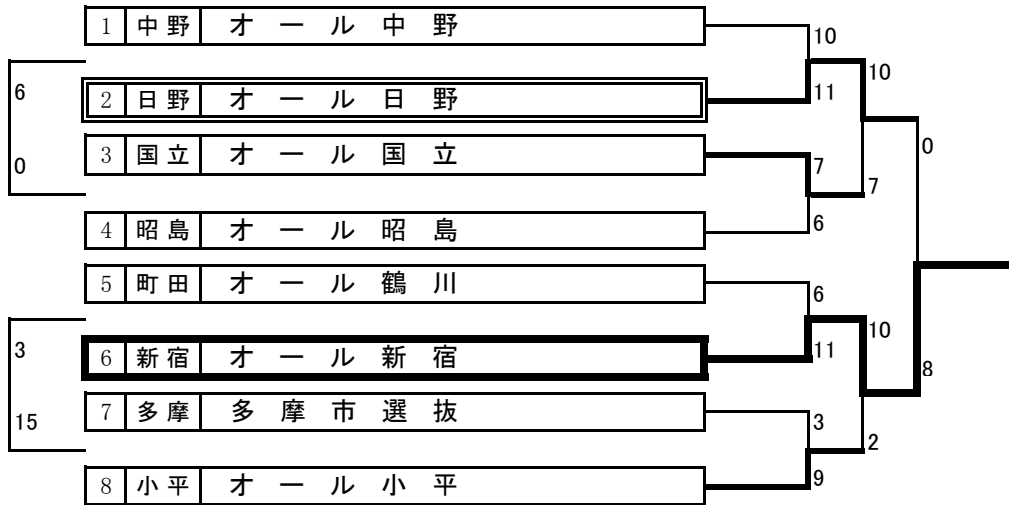 1 中野 オール中野
10
6
10
2 日野 オール日野
11
3 国立 オール国立
0
0
7
7
4 昭島 オール昭島
6
5 町田 オール鶴川
6
10
3
6 新宿 オール新宿
11
8
7 多摩 多摩市選抜
15
3
2
8 小平 オール小平
9